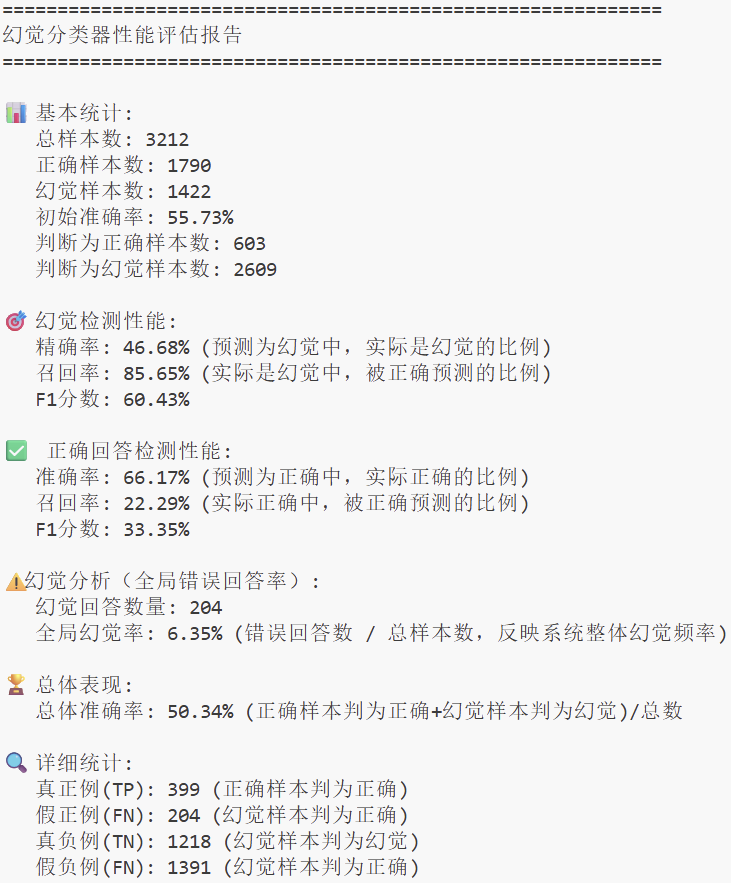 ============================================================
幻觉分类器性能评估报告
============================================================
📊 基本统计:
总样本数: 3212
正确样本数: 1790
幻觉样本数: 1422
初始准确率: 55.73%
判断为正确样本数: 603
判断为幻觉样本数: 2609
🎯 幻觉检测性能:
精确率: 46.68% (预测为幻觉中，实际是幻觉的比例)
召回率: 85.65% (实际是幻觉中，被正确预测的比例)
F1分数: 60.43%
✅ 正确回答检测性能:
准确率: 66.17% (预测为正确中，实际正确的比例)
召回率: 22.29% (实际正确中，被正确预测的比例)
F1分数: 33.35%
⚠️幻觉分析（全局错误回答率）:
幻觉回答数量: 204
全局幻觉率: 6.35% (错误回答数 / 总样本数，反映系统整体幻觉频率)
🏆 总体表现:
总体准确率: 50.34% (正确样本判为正确+幻觉样本判为幻觉)/总数
🔍 详细统计:
真正例(TP): 399 (正确样本判为正确)
假正例(FN): 204 (幻觉样本判为正确)
真负例(TN): 1218 (幻觉样本判为幻觉)
假负例(FN): 1391 (幻觉样本判为正确)